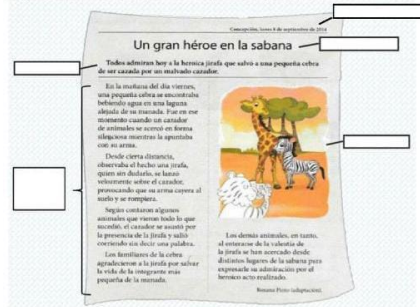 Concepción, lunes 8 de septiembre de 2014
Un gran héroe en la sabana
Todos admiran hoy a la heroica jirafa que salvó a una pequeña cebra
de ser cazada por un malvado cazador.
En la mañana del día viernes,
una pequeña cebra se encontraba
bebiendo agua en una laguna
alejada de su manada. Fue en ese
momento cuando un cazador
de animales se acercó en forma
silenciosa mientras la apuntaba
con su arma.
Desde cierta distancia,
observaba el hecho una jirafa,
quien sin dudarlo, se lanzó
velozmente sobre el cazador,
provocando que su arma cayera al
suelo y se rompiera.
Según contaron algunos
animales que vieron todo lo que
sucedió, el cazador se asustó por
la presencia de la jirafa y salió
corriendo sin decir una palabra.
Los familiares de la cebra
agradecieron a la jirafa por salvar
la vida de la integrante más
pequeña de la manada.
Los demás animales, en tanto,
al enterarse de la valentía de
la jirafa se han acercado desde
distintos lugares de la sabana para
expresarle su admiración por el
heroico acto realizado.
(adaptación).